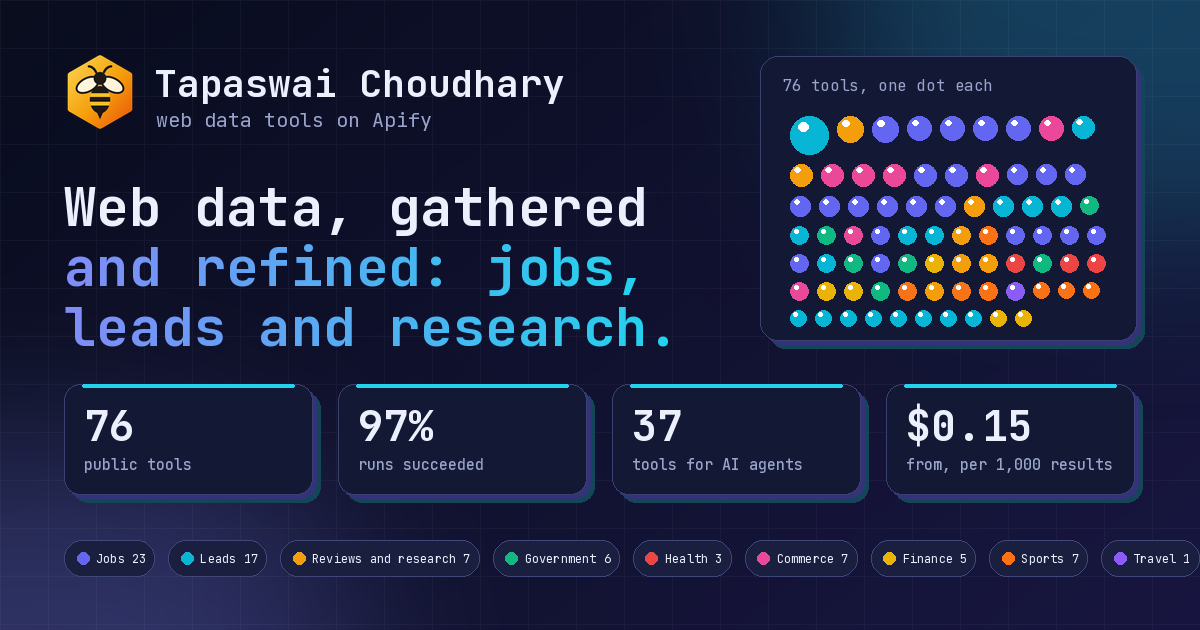 Tapaswai Choudhary
web data tools on Apify
76 tools, one dot each
Web data, gathered
and refined: jobs,
leads and research.
76
public tools
97%
runs succeeded
37
tools for AI agents
$0.15
from, per 1,000 results
Jobs 23
Leads 17
Reviews and research 7
Government 6
Health 3
Commerce 7
Finance 5
Sports 7
Travel 1